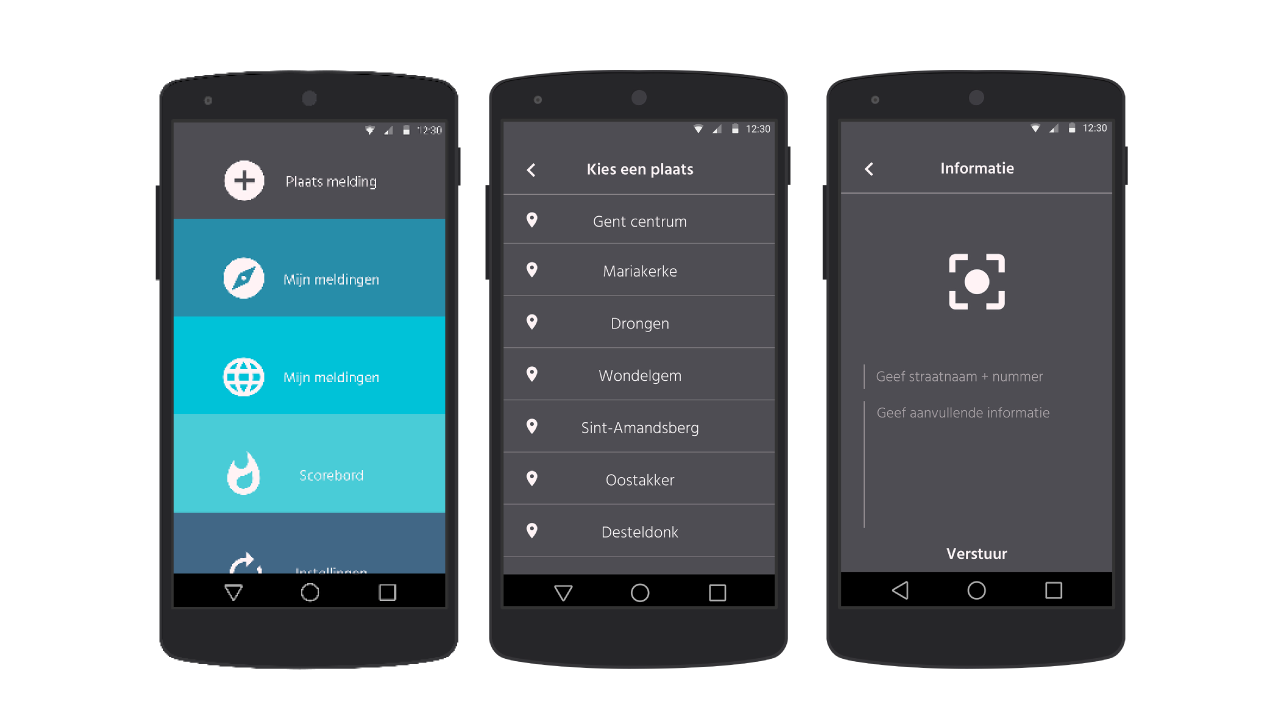 12:30
Plaats melding
Mijn meldingen
Mijn meldingen
Scorebord
Instellingen
12:30
Kies een plaats
Gent centrum
Mariakerke
Drongen
Wondelgem
Sint-Amandsberg
Oostakker
Desteldonk
12:30
Informatie
Geef straatnaam + nummer
Geef aanvullende informatie
Verstuur